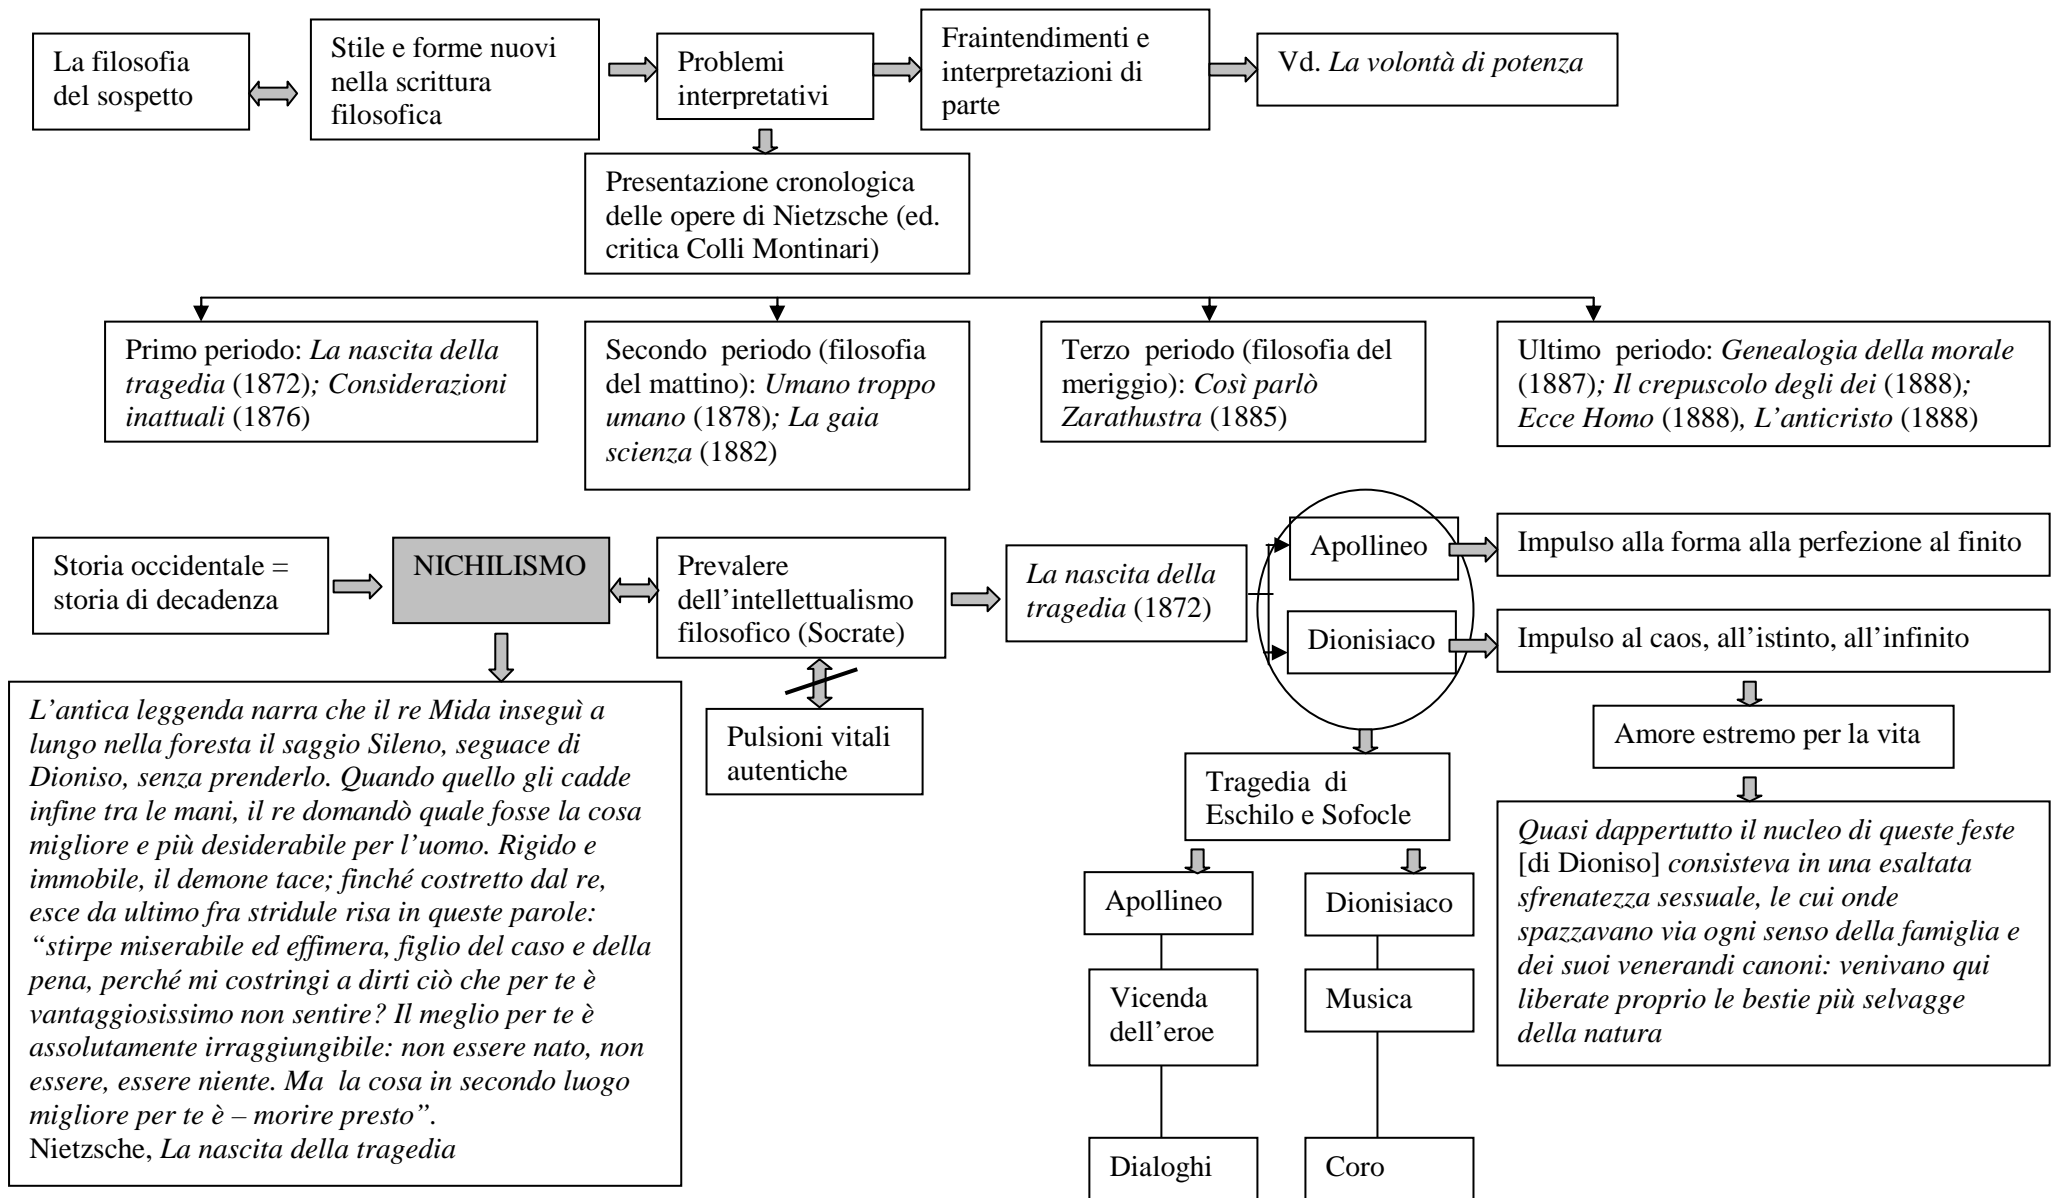 La filosofia
del sospetto
Stile e forme nuovi
nella scrittura
filosofica
Problemi
interpretativi
Fraintendimenti e
interpretazioni di
parte
Vd. La volontà di potenza
Presentazione cronologica
delle opere di Nietzsche (ed.
critica Colli Montinari)
Primo periodo: La nascita della
tragedia (1872); Considerazioni
inattuali (1876)
Secondo periodo (filosofia
del mattino): Umano troppo
umano (1878); La gaia
scienza (1882)
Terzo periodo (filosofia del
meriggio): Così parlò
Zarathustra (1885)
Ultimo periodo: Genealogia della morale
(1887); Il crepuscolo degli dei (1888);
Ecce Homo (1888), L'anticristo (1888)
Storia occidentale =
storia di decadenza
NICHILISMO
Prevalere
dell'intellettualismo
filosofico (Socrate)
La nascita della
tragedia (1872)
Apollineo
Impulso alla forma alla perfezione al finito
Dionisiaco
Impulso al caos, all'istinto, all'infinito
Pulsioni vitali
autentiche
Amore estremo per la vita
L'antica leggenda narra che il re Mida inseguì a
lungo nella foresta il saggio Sileno, seguace di
Dioniso, senza prenderlo. Quando quello gli cadde
infine tra le mani, il re domandò quale fosse la cosa
migliore e più desiderabile per l'uomo. Rigido e
immobile, il demone tace; finché costretto dal re,
esce da ultimo fra stridule risa in queste parole:
“stirpe miserabile ed effimera, figlio del caso e della
pena, perché mi costringi a dirti ciò che per te è
vantaggiosissimo non sentire? Il meglio per te è
assolutamente irraggiungibile: non essere nato, non
essere, essere niente. Ma la cosa in secondo luogo
migliore per te è – morire presto”.
Nietzsche, La nascita della tragedia
Tragedia di
Eschilo e Sofocle
Apollineo
Dionisiaco
Vicenda
dell'eroe
Musica
Dialoghi
Coro
Quasi dappertutto il nucleo di queste feste
[di Dioniso] consisteva in una esaltata
sfrenatezza sessuale, le cui onde
spazzavano via ogni senso della famiglia e
dei suoi venerandi canoni: venivano qui
liberate proprio le bestie più selvagge
della natura